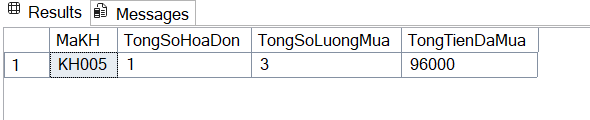 Results Messages
MaKH TongSoHoaDon TongSoLuongMua TongTienDaMua
1 KH005 1 3 96000